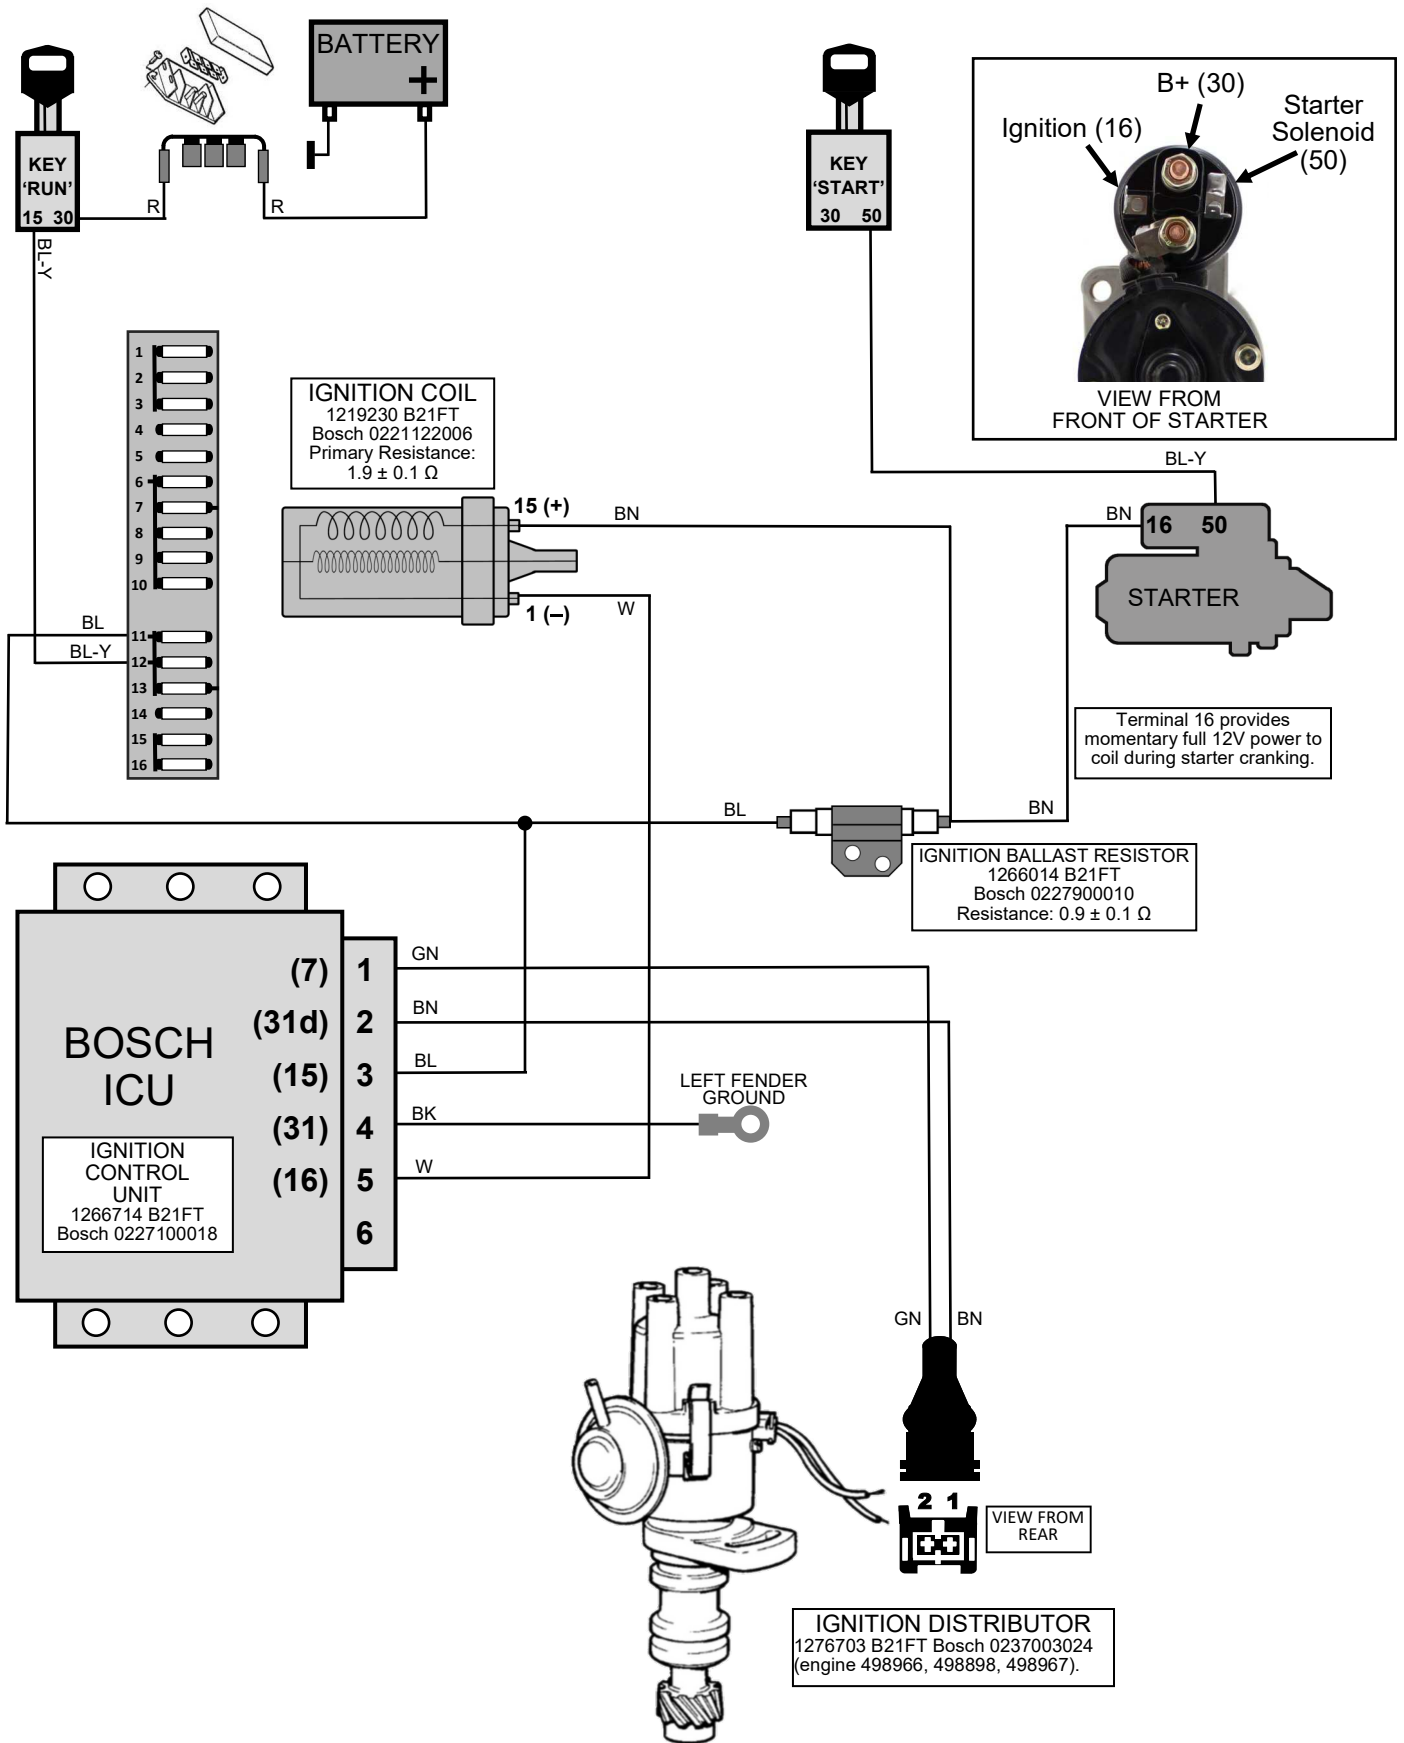 BATTERY
+
KEY
'RUN'
15 30
R
R
BL-Y
KEY
'START'
30 50
B+ (30)
Ignition (16)
Starter
Solenoid
(50)
VIEW FROM
FRONT OF STARTER
1
2
3
4
5
6
7
8
9
10
11
12
13
14
15
16
BL
BL-Y
IGNITION COIL
1219230 B21FT
Bosch 0221122006
Primary Resistance:
1.9 ± 0.1 Ω
15 (+)
BN
1 (–)
W
BL-Y
BN
16 50
STARTER
Terminal 16 provides
momentary full 12V power to
coil during starter cranking.
BL
BN
IGNITION BALLAST RESISTOR
1266014 B21FT
Bosch 0227900010
Resistance: 0.9 ± 0.1 Ω
BOSCH
ICU
IGNITION
CONTROL
UNIT
1266714 B21FT
Bosch 0227100018
(7) 1 GN
(31d) 2 BN
(15) 3 BL
(31) 4 BK
(16) 5 W
6
LEFT FENDER
GROUND
GN BN
2 1
VIEW FROM
REAR
IGNITION DISTRIBUTOR
1276703 B21FT Bosch 0237003024
(engine 498966, 498898, 498967).